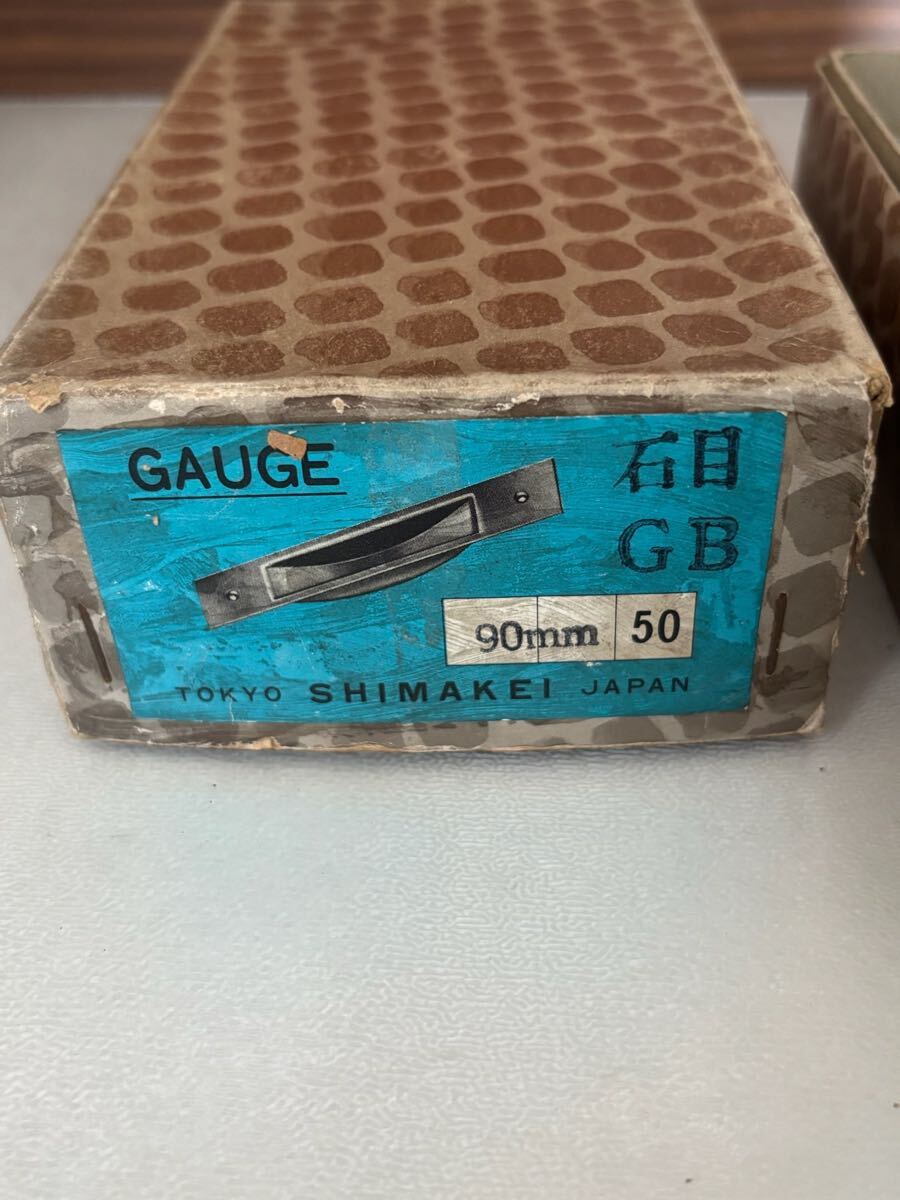 GAUGE
石目
GB
90mm 50
TOKYO SHIMAKEI JAPAN